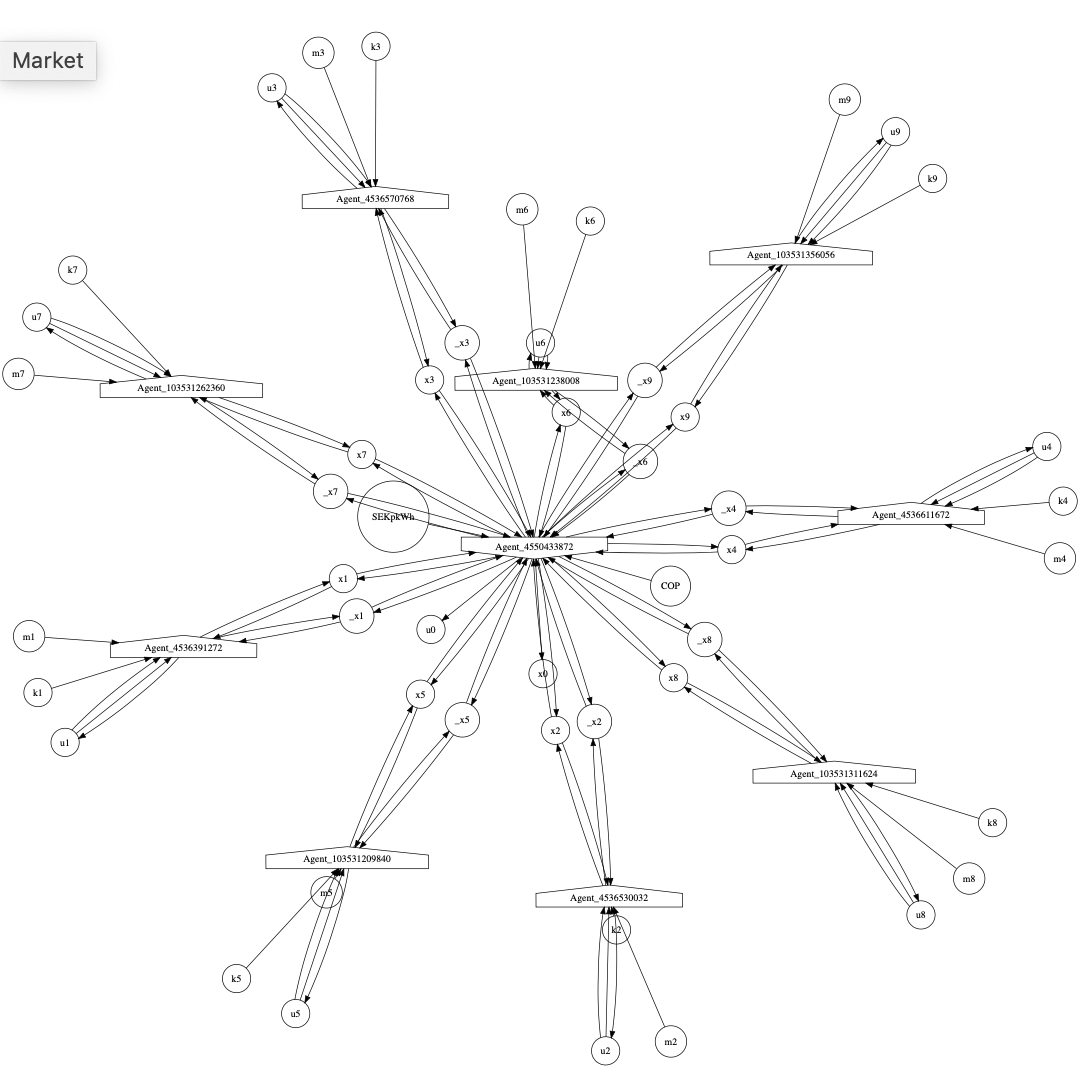 Market
k3
m3
u3
m9
u9
k9
Agent_4536570768
m6
k6
Agent_103531356056
k7
u7
m7
_x3
u6
Agent_103531262360
x3
Agent_103531238008
_x9
x6
x9
x7
_x6
u4
_x7
k4
SEKpkWh
_x4
Agent_4536611672
Agent_4550433872
x4
m4
x1
COP
_x1
u0
m1
_x8
Agent_4536391272
x0
x8
k1
x5
_x5
_x2
x2
u1
Agent_103531311624
k8
Agent_103531209840
m5
m8
Agent_4536530032
u8
k2
k5
u5
m2
u2